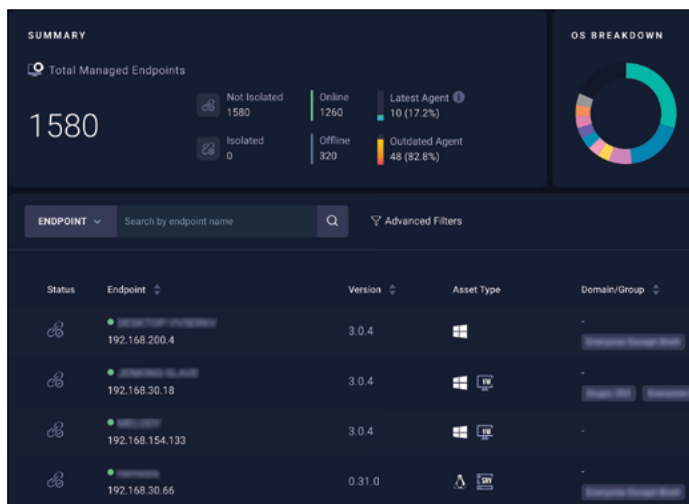 SUMMARY
OS BREAKDOWN
Total Managed Endpoints
1580
Not Isolated
1580
Online
1260
Latest Agent
10 (17.2%)
Isolated
0
Offline
320
Outdated Agent
48 (82.8%)
ENDPOINT
Search by endpoint name
Advanced Filters
Status Endpoint Version Asset Type Domain/Group
192.168.200.4 3.0.4 -
192.168.30.18 3.0.4 VM -
192.168.154.133 3.0.4 VM -
192.168.30.66 0.31.0 SRV -